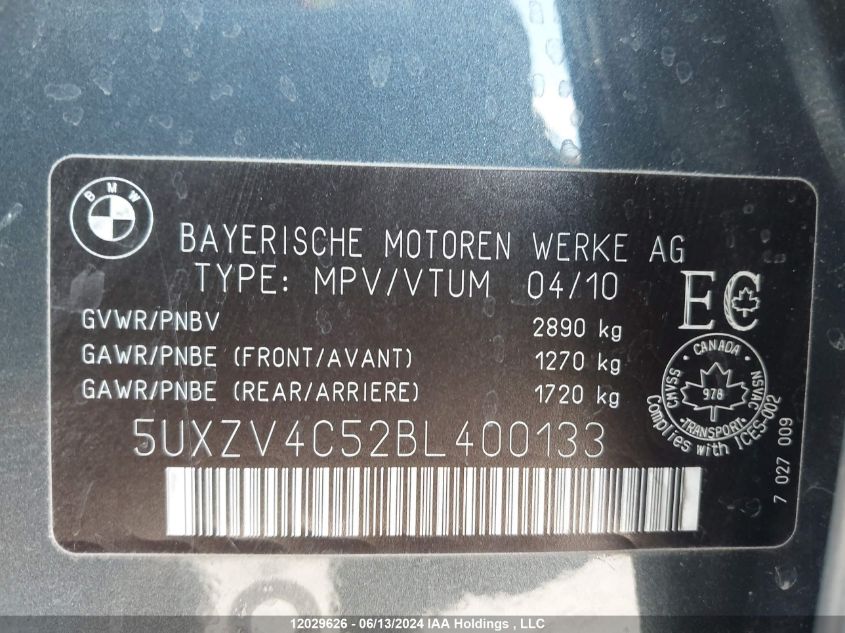 BMW
BAYERISCHE MOTOREN WERKE AG
TYPE: MPV/VTUM 04/10
GVWR/PNBV 2890 kg
GAWR/PNBE (FRONT/AVANT) 1270 kg
GAWR/PNBE (REAR/ARRIERE) 1720 kg
5UXZV4C52BL400133
EC
CANADA
CMVSS
NSVAC
978
TRANSPORT
Complies with ICES-002
7 027 009
12029626 - 06/13/2024 IAA Holdings , LLC